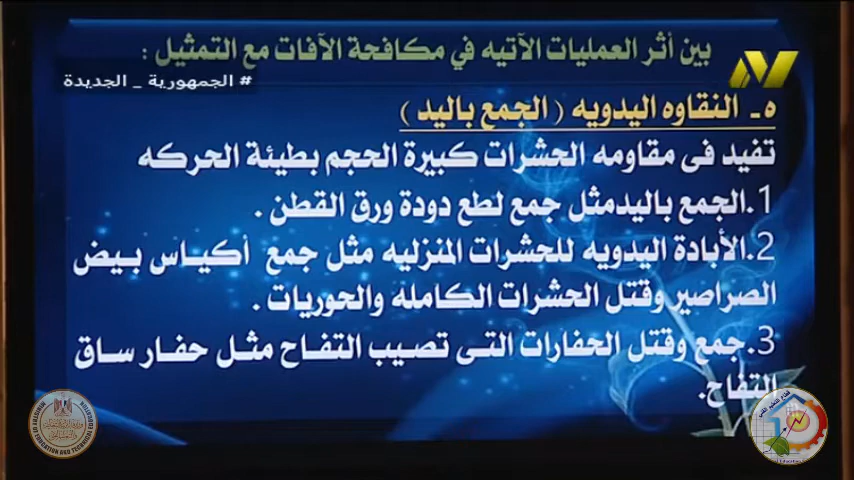 بين أثر العمليات الآتيه في مكافحة الآفات مع التمثيل :
# الجمهورية _ الجديدة
٥- النقاوه اليدويه ( الجمع باليد )
تفيد فى مقاومه الحشرات كبيرة الحجم بطيئة الحركه
1.الجمع باليدمثل جمع لطع دودة ورق القطن .
2.الأبادة اليدويه للحشرات المنزليه مثل جمع أكياس بيض
الصراصير وقتل الحشرات الكامله والحوريات .
3.جمع وقتل الحفارات التى تصيب التفاح مثل حفار ساق
التفاح.